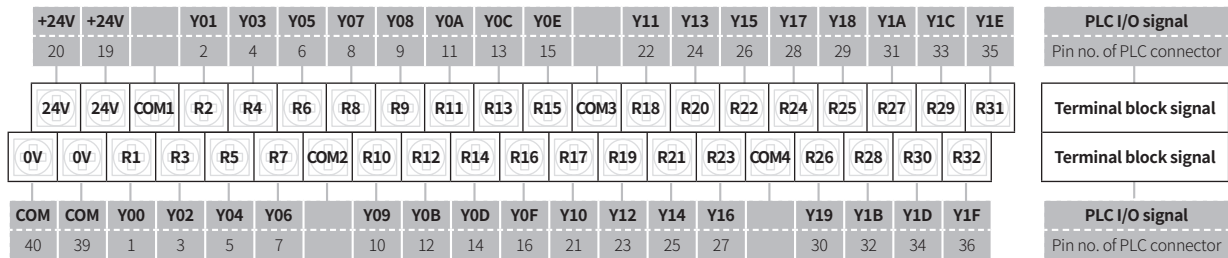 +24V +24V Y01 Y03 Y05 Y07 Y08 Y0A Y0C Y0E Y11 Y13 Y15 Y17 Y18 Y1A Y1C Y1E PLC I/O signal
20 19 2 4 6 8 9 11 13 15 22 24 26 28 29 31 33 35 Pin no. of PLC connector
24V 24V COM1 R2 R4 R6 R8 R9 R11 R13 R15 COM3 R18 R20 R22 R24 R25 R27 R29 R31 Terminal block signal
0V 0V R1 R3 R5 R7 COM2 R10 R12 R14 R16 R17 R19 R21 R23 COM4 R26 R28 R30 R32 Terminal block signal
COM COM Y00 Y02 Y04 Y06 Y09 Y0B Y0D Y0F Y10 Y12 Y14 Y16 Y19 Y1B Y1D Y1F PLC I/O signal
40 39 1 3 5 7 10 12 14 16 21 23 25 27 30 32 34 36 Pin no. of PLC connector